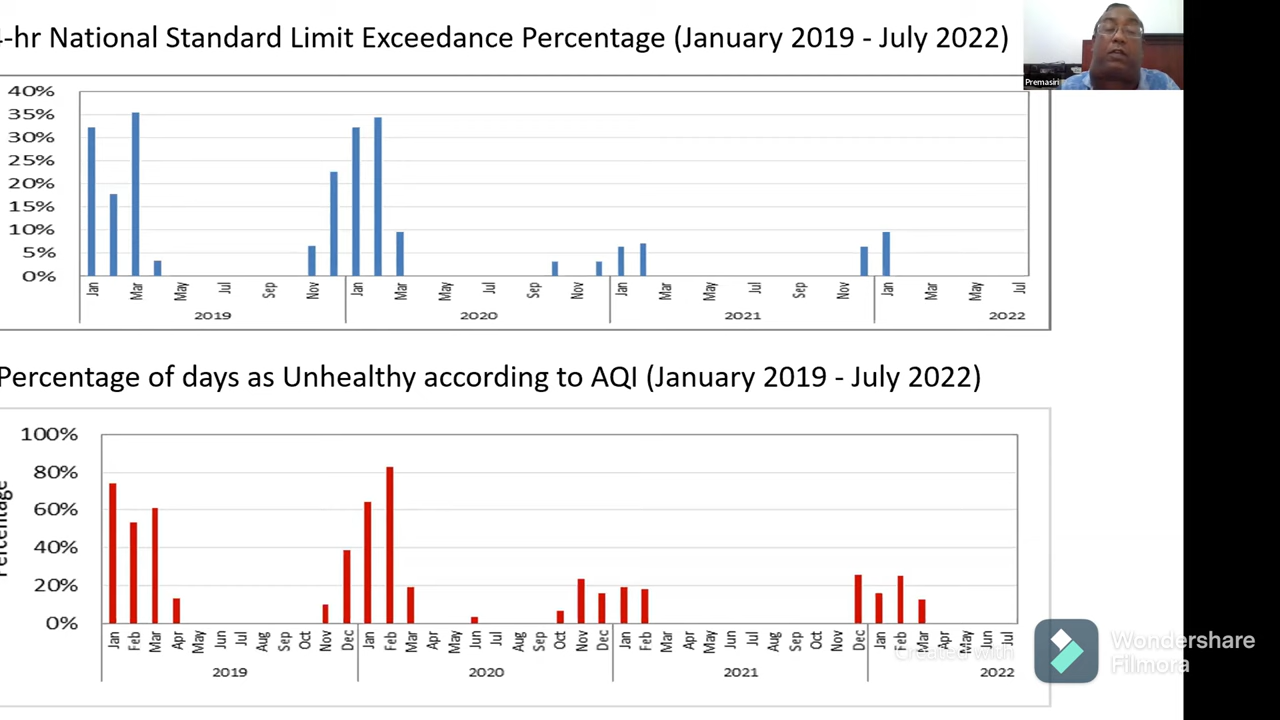 4-hr National Standard Limit Exceedance Percentage (January 2019 - July 2022)
Premasiri
40%
35%
30%
25%
20%
15%
10%
5%
0%
Jan Mar May Jul Sep Nov Jan Mar May Jul Sep Nov Jan Mar May Jul Sep Nov Jan Mar May Jul
2019 2020 2021 2022
Percentage of days as Unhealthy according to AQI (January 2019 - July 2022)
Percentage
100%
80%
60%
40%
20%
0%
Jan Feb Mar Apr May Jun Jul Aug Sep Oct Nov Dec Jan Feb Mar Apr May Jun Jul Aug Sep Oct Nov Dec Jan Feb Mar Apr May Jun Jul Aug Sep Oct Nov Dec Jan Feb Mar Apr May Jun Jul
2019 2020 2021 2022
Created with
Wondershare
Filmora